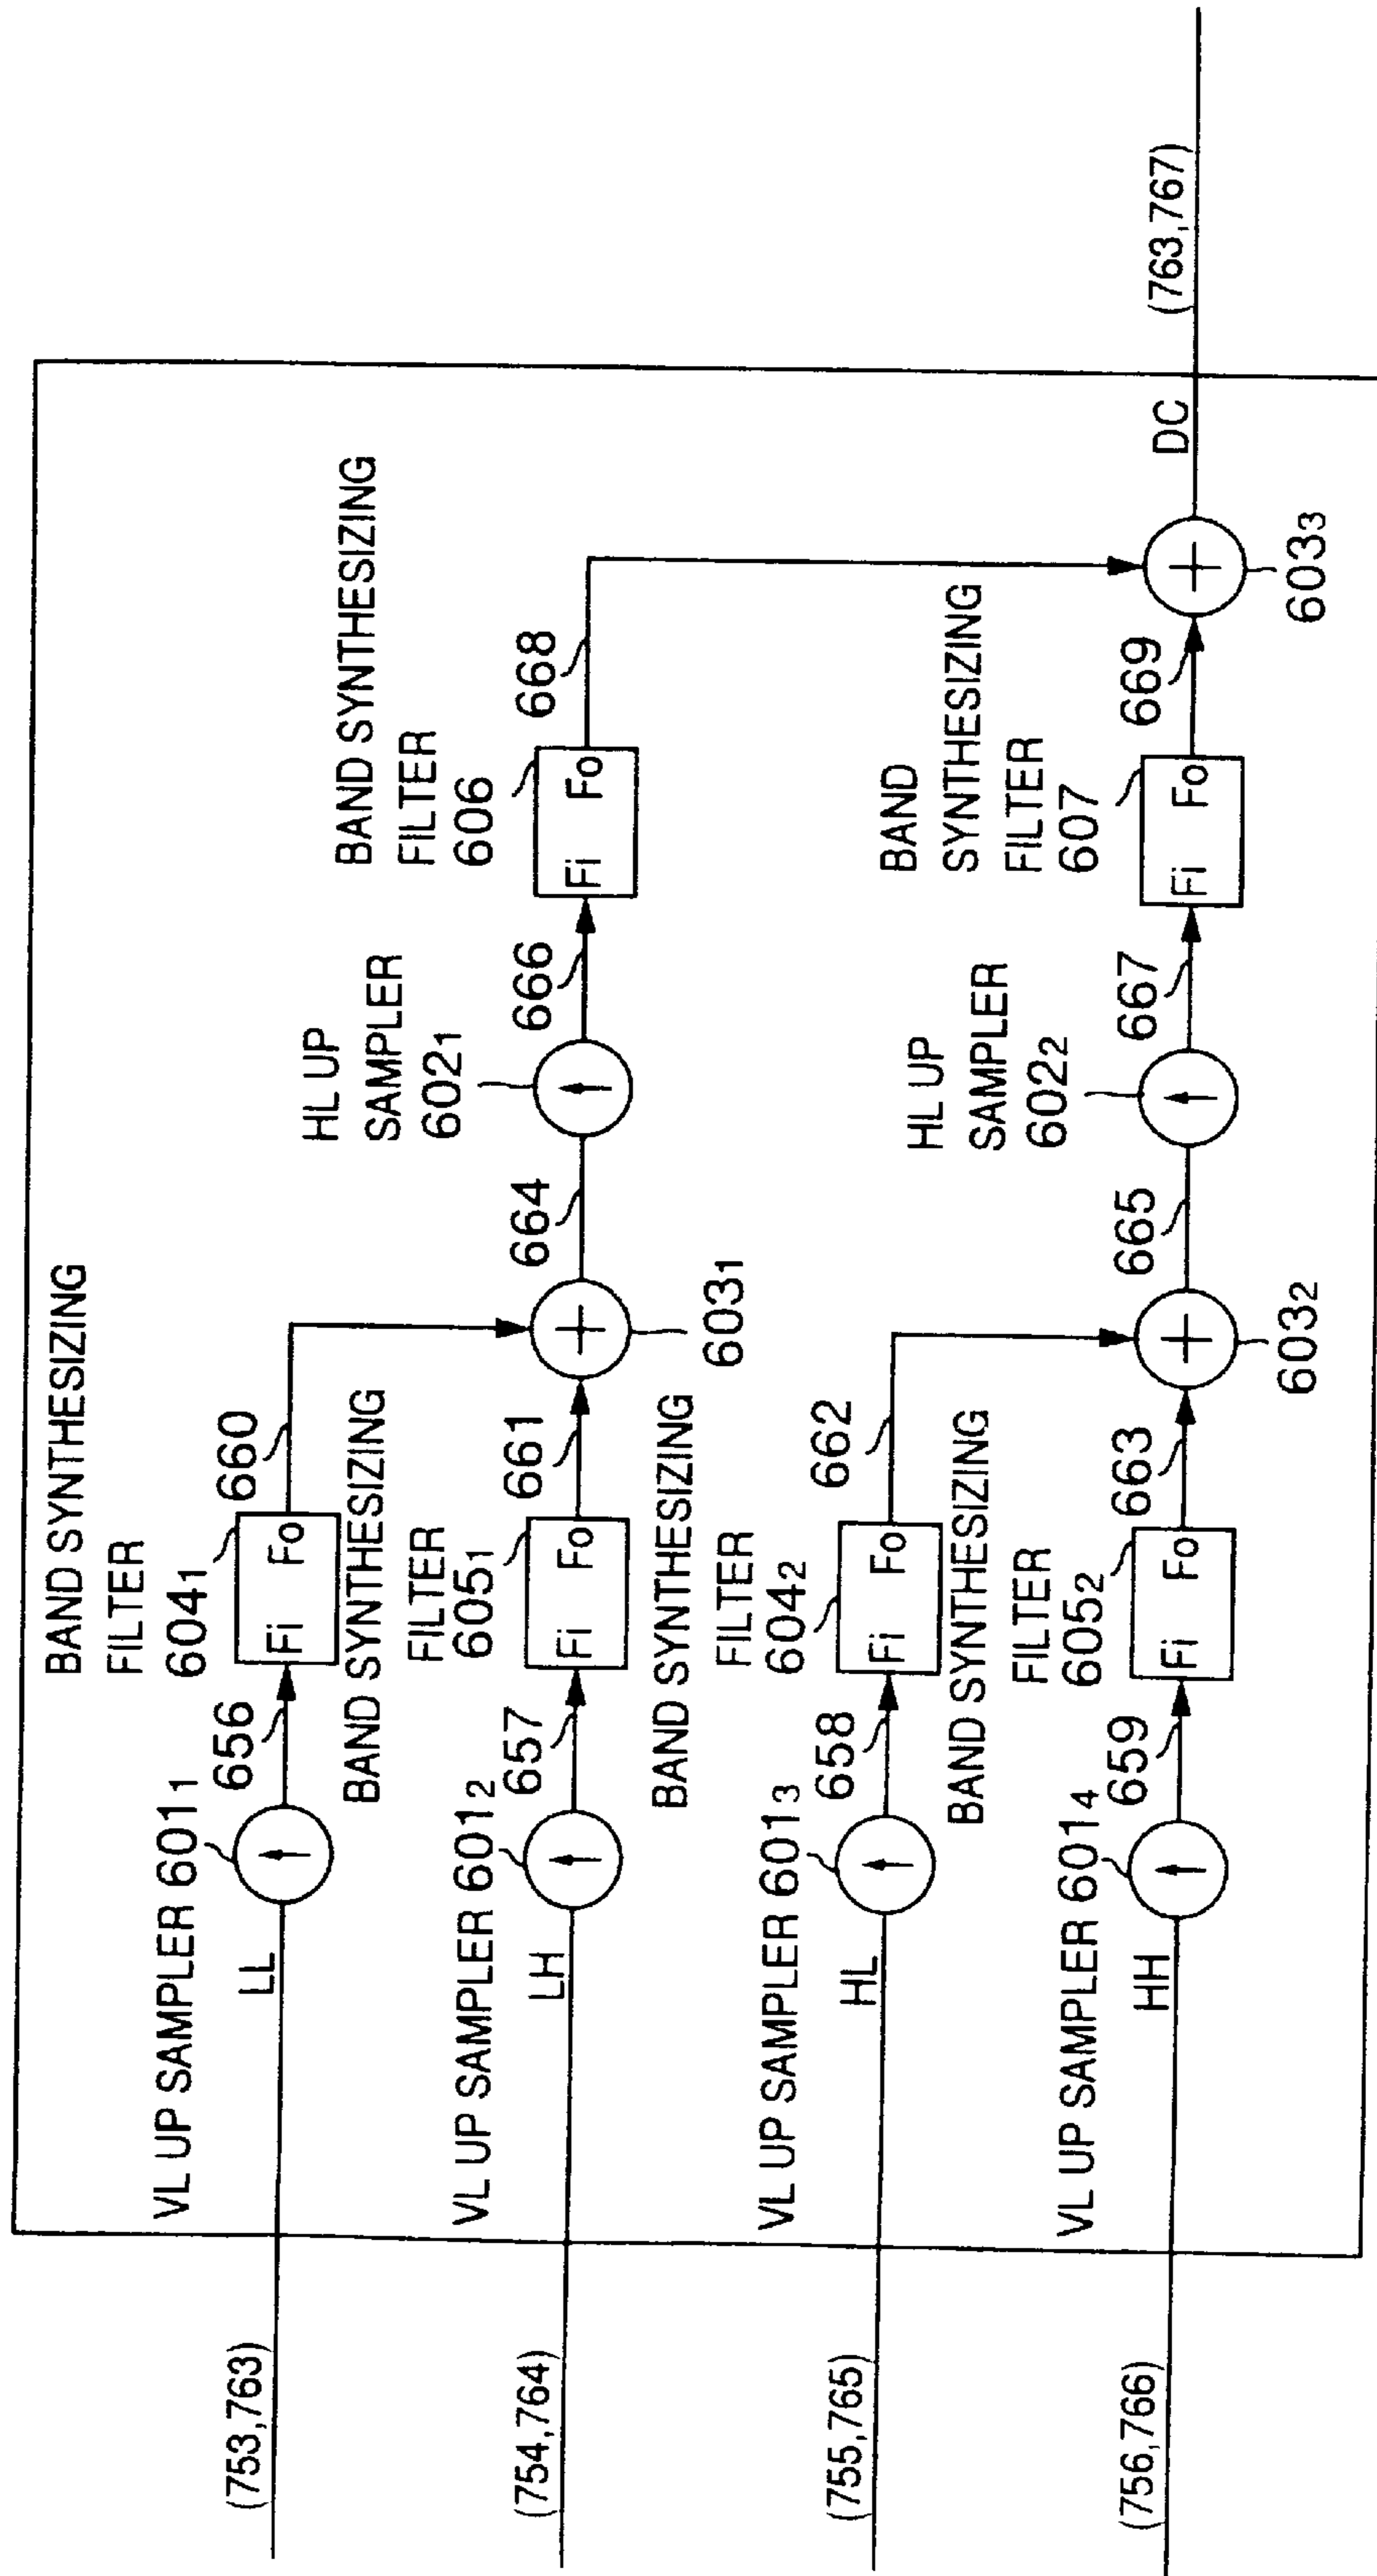 BAND SYNTHESIZING
FILTER
604₁
VL UP SAMPLER 601₁
(753,763)
LL
656
Fi Fo
660
BAND SYNTHESIZING
FILTER
605₁
VL UP SAMPLER 601₂
(754,764)
LH
657
Fi Fo
661
603₁
664
HL UP
SAMPLER
602₁
666
BAND SYNTHESIZING
FILTER
606
Fi Fo
668
BAND SYNTHESIZING
FILTER
604₂
VL UP SAMPLER 601₃
(755,765)
HL
658
Fi Fo
662
BAND SYNTHESIZING
FILTER
605₂
VL UP SAMPLER 601₄
(756,766)
HH
659
Fi Fo
663
603₂
665
HL UP
SAMPLER
602₂
667
BAND
SYNTHESIZING
FILTER
607
Fi Fo
669
603₃
DC
(763,767)